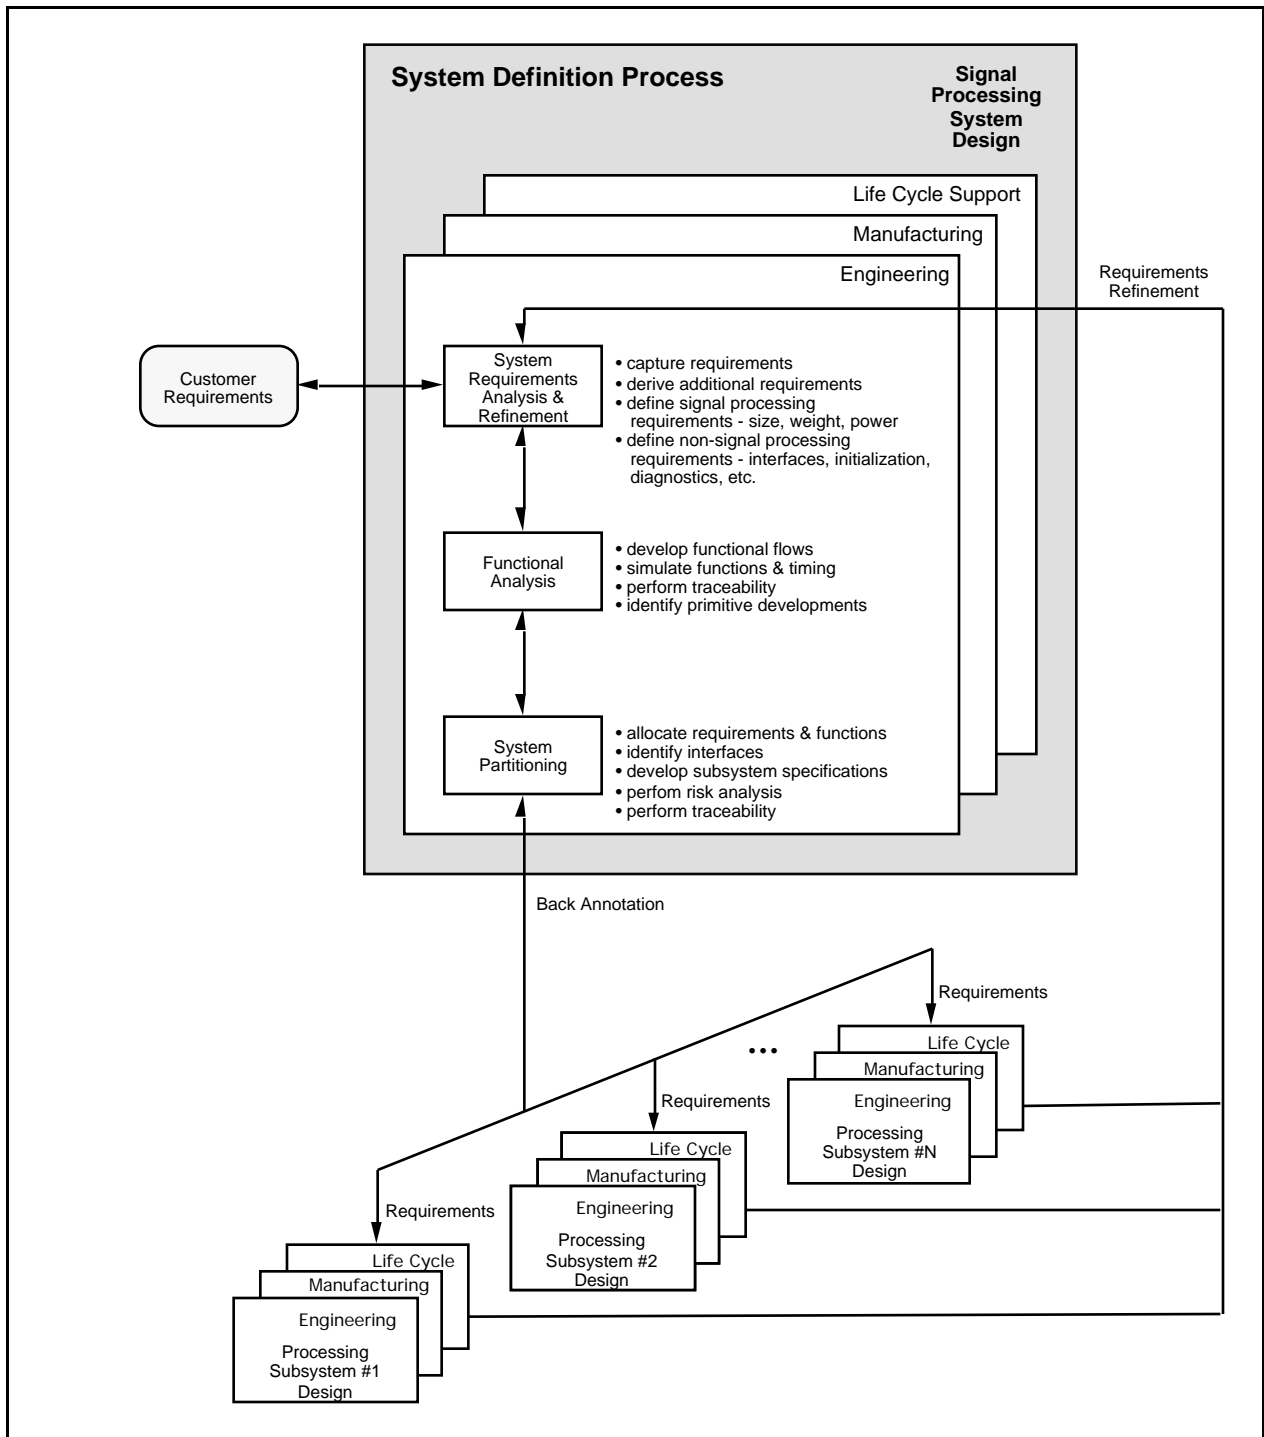 System Definition Process
Signal
Processing
System
Design
Life Cycle Support
Manufacturing
Engineering
Requirements
Refinement
Customer
Requirements
System
Requirements
Analysis &
Refinement
• capture requirements
• derive additional requirements
• define signal processing
requirements - size, weight, power
• define non-signal processing
requirements - interfaces, initialization,
diagnostics, etc.
Functional
Analysis
• develop functional flows
• simulate functions & timing
• perform traceability
• identify primitive developments
System
Partitioning
• allocate requirements & functions
• identify interfaces
• develop subsystem specifications
• perfom risk analysis
• perform traceability
Back Annotation
Requirements
Life Cycle
Manufacturing
Engineering
Processing
Subsystem #N
Design
•••
Requirements
Life Cycle
Manufacturing
Engineering
Processing
Subsystem #2
Design
Requirements
Life Cycle
Manufacturing
Engineering
Processing
Subsystem #1
Design